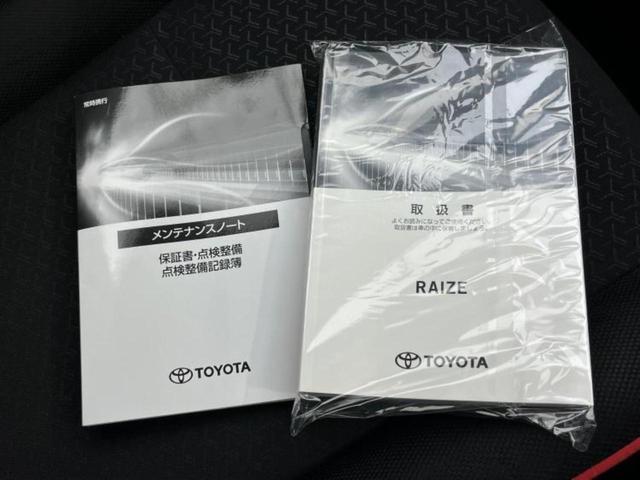 常時携行
メンテナンスノート
保証書・点検整備
点検整備記録簿
TOYOTA
取扱書
よくお読みになってご使用ください。
取扱書は車の中に保管しましょう。
RAIZE
TOYOTA